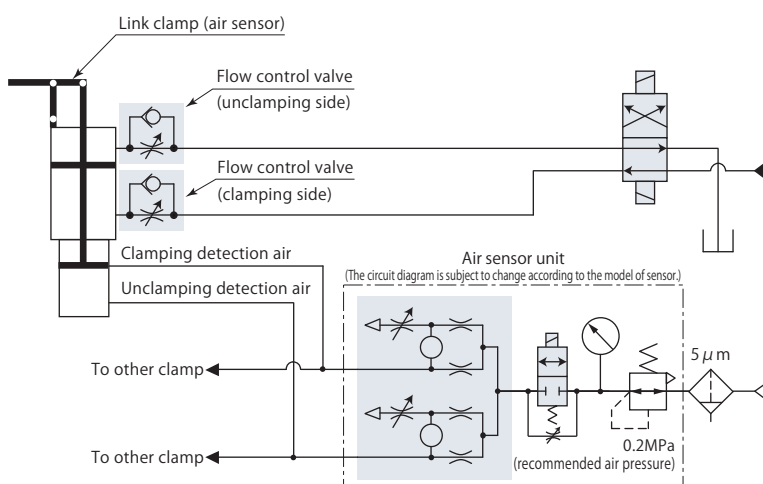 Link clamp (air sensor)
Flow control valve
(unclamping side)
Flow control valve
(clamping side)
Clamping detection air
Unclamping detection air
Air sensor unit
(The circuit diagram is subject to change according to the model of sensor.)
To other clamp
5 μm
0.2MPa
(recommended air pressure)
To other clamp